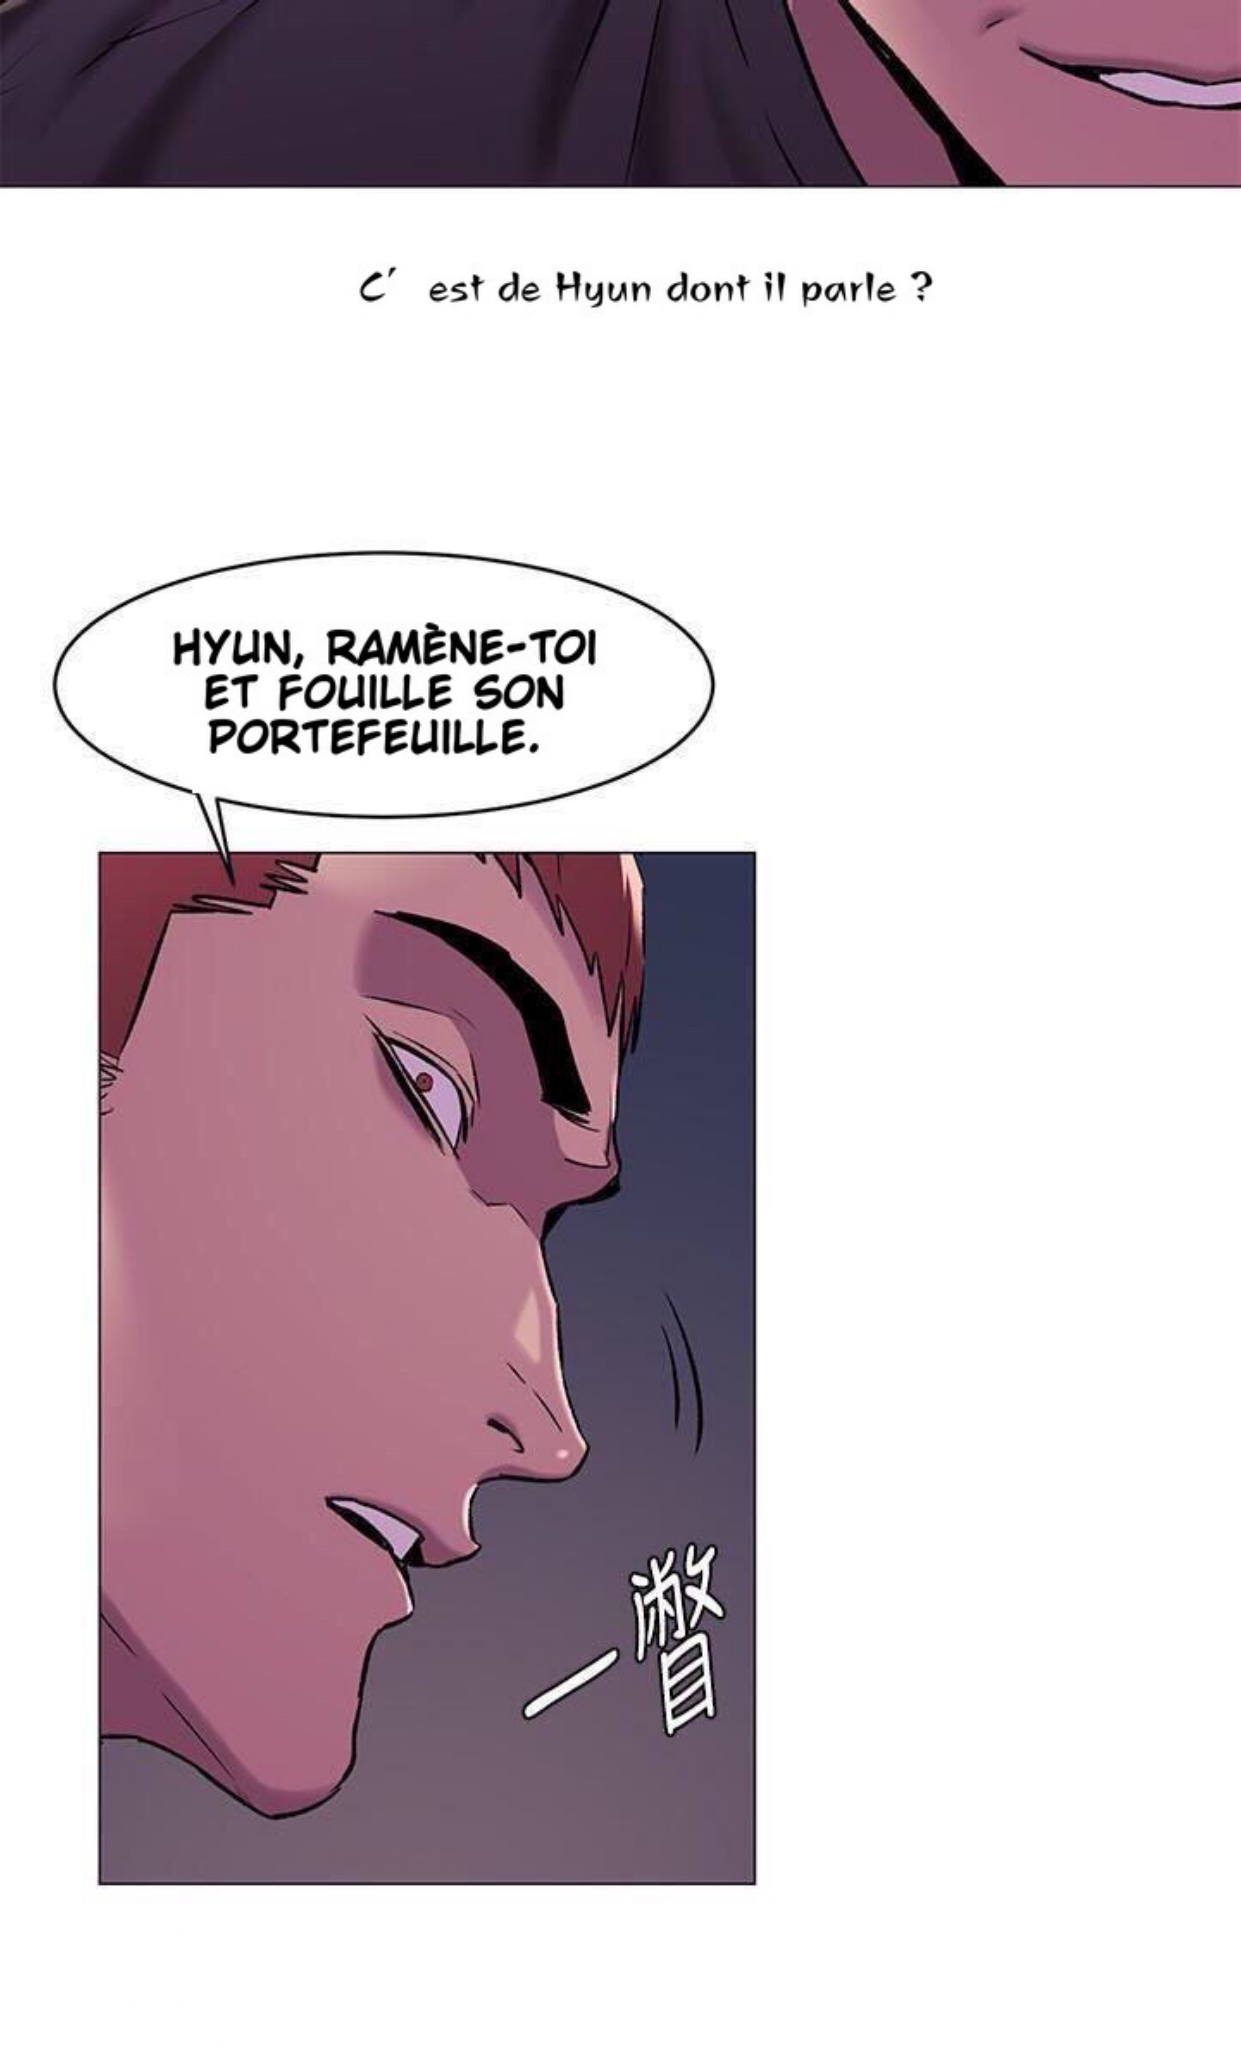 C' est de Hyun dont il parle ?
HYUN, RAMÈNE-TOI
ET FOUILLE SON
PORTEFEUILLE.
一瞥